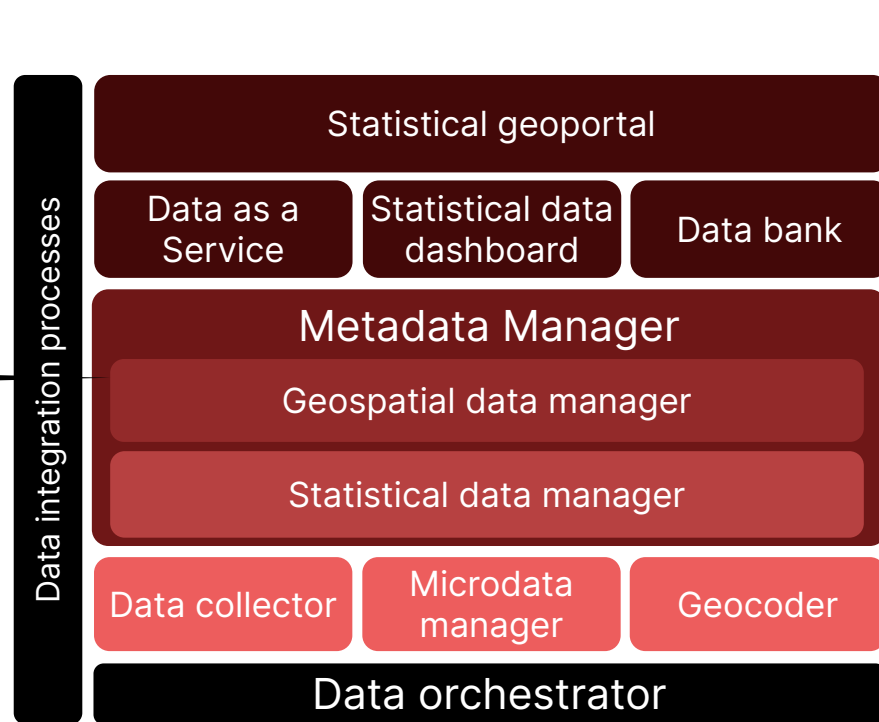 Data integration processes
Statistical geoportal
Data as a
Service
Statistical data
dashboard
Data bank
Metadata Manager
Geospatial data manager
Statistical data manager
Data collector
Microdata
manager
Geocoder
Data orchestrator